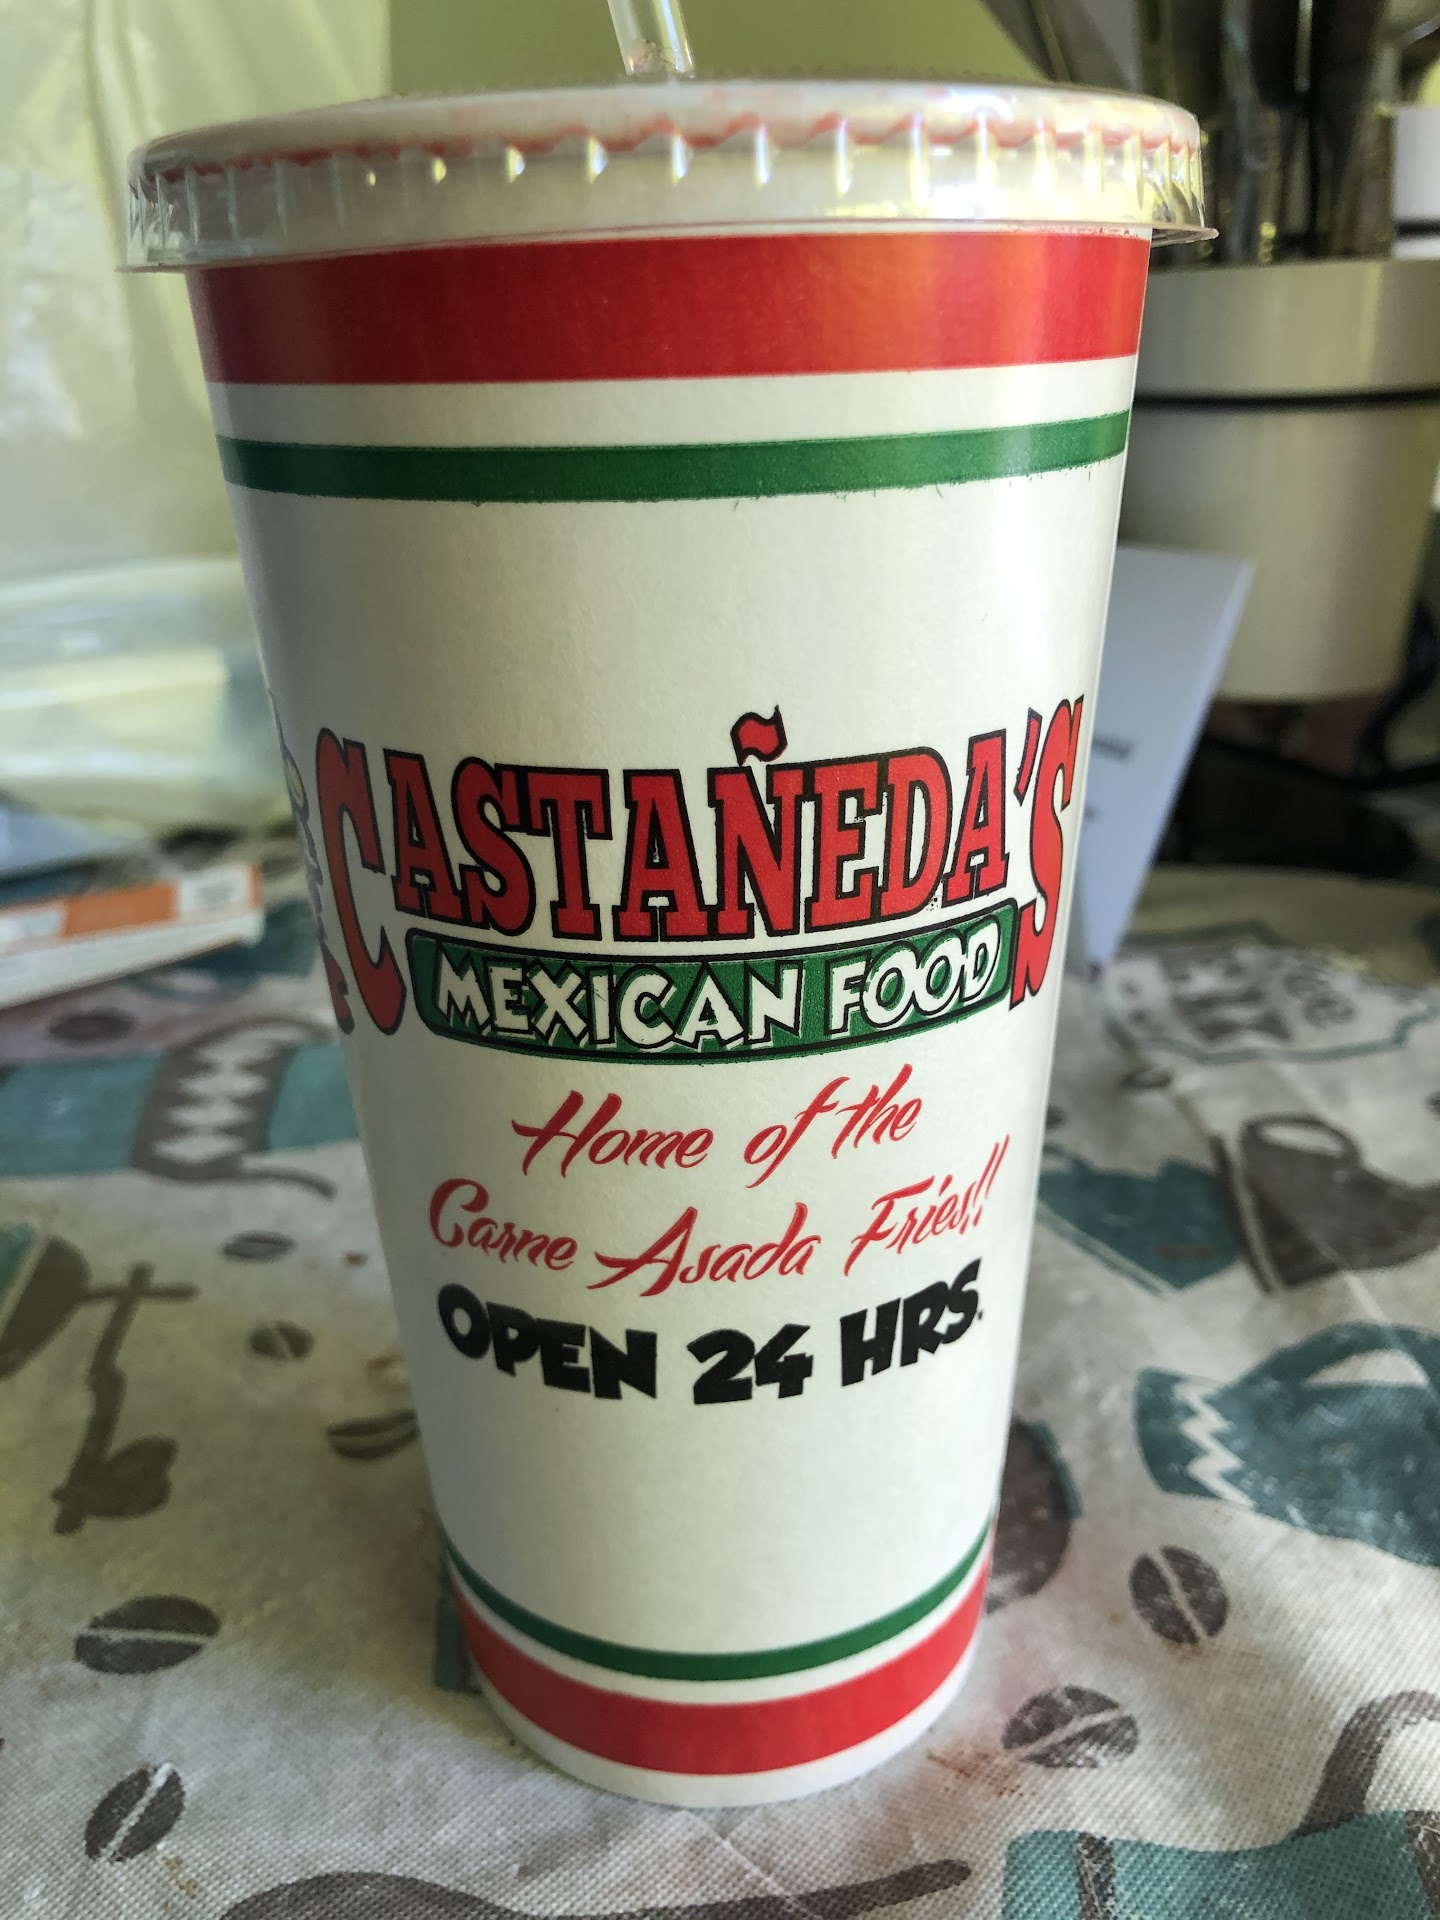 CASTAÑEDA'S
MEXICAN FOOD
Home of the
Carne Asada Fries!!
OPEN 24 HRS.